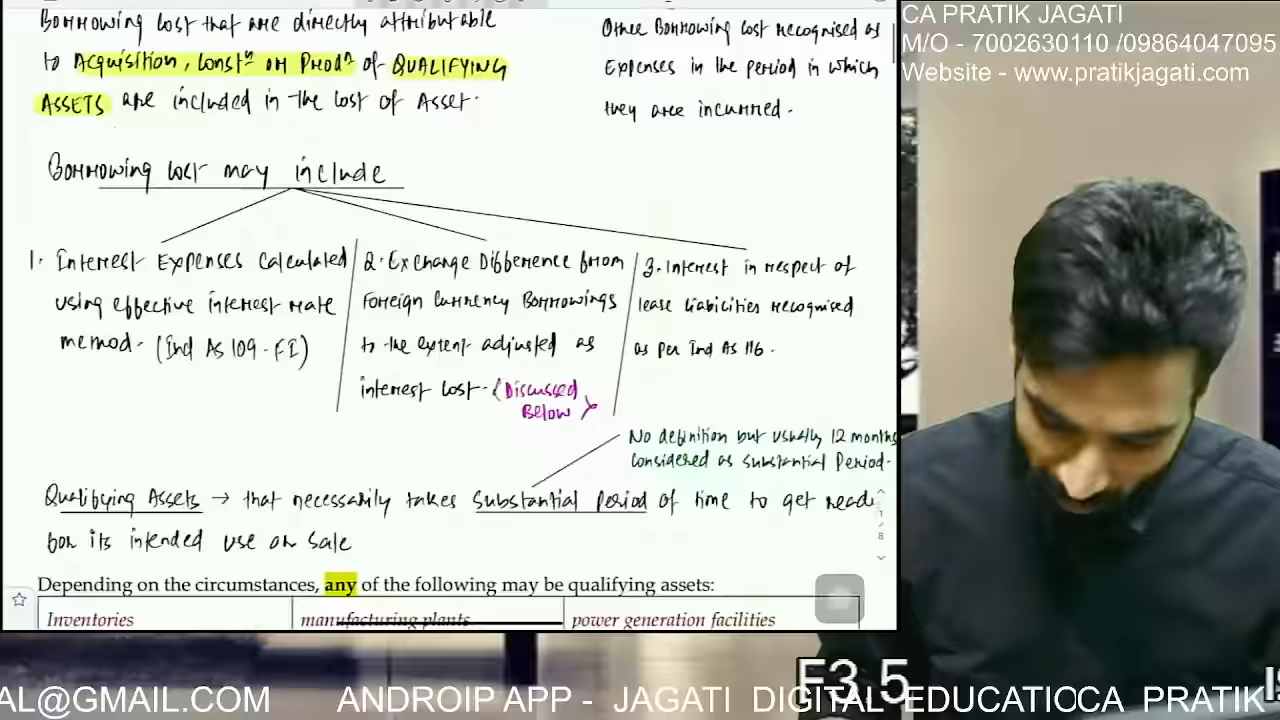 Borrowing Cost that are directly attributable
to Acquisition, Constn or Prodn of QUALIFYING
ASSETS are included in the Cost of Asset.
Other Borrowing Cost recognised as
Expenses in the period in which
they are incurred.
Borrowing Cost may include
1. Interest Expenses Calculated
using effective interest rate
method. (Ind As 109 - FI)
2. Exchange Difference from
Foreign Currency Borrowings
to the extent adjusted as
interest Cost. (Discussed
Below)
3. Interest in respect of
lease liabilities recognised
as per Ind As 116.
No definition but usually 12 months
Considered as Substantial Period.
Qualifying Assets → that necessarily takes Substantial Period of time to get read
for its intended use or Sale
1
8
Depending on the circumstances, any of the following may be qualifying assets:
Inventories
manufacturing plants
power generation facilities
CA PRATIK JAGATI
M/O - 7002630110 /09864047095
Website - www.pratikjagati.com
F3.5
AL@GMAIL.COM ANDROIP APP - JAGATI DIGITAL EDUCATIOCA PRATIK